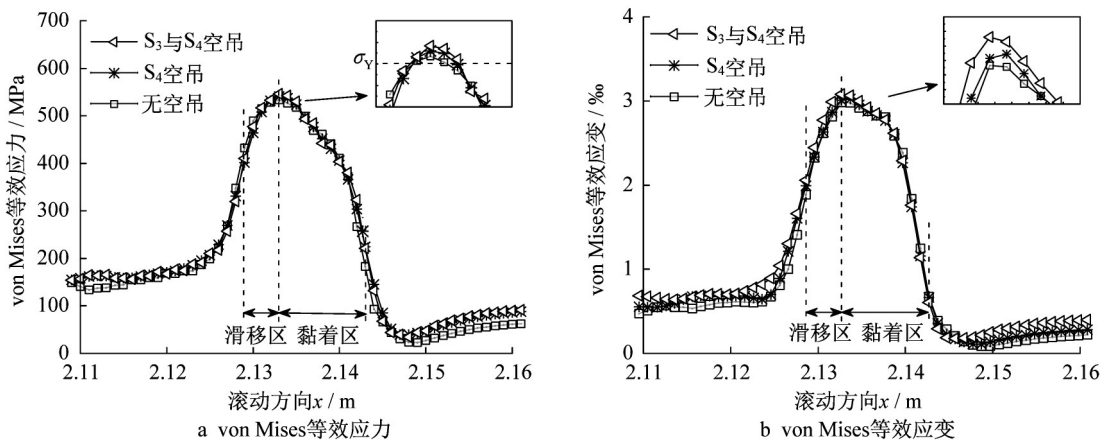 a
von Mises等效应力 / MPa
700
600
500
400
300
200
100
0
S₃与S₄空吊
S₄空吊
无空吊
σY
滑移区
黏着区
2.11
2.12
2.13
2.14
2.15
2.16
滚动方向x / m
a von Mises等效应力
b
von Mises等效应变 / ‰
4
3
2
1
0
S₃与S₄空吊
S₄空吊
无空吊
滑移区
黏着区
2.11
2.12
2.13
2.14
2.15
2.16
滚动方向x / m
b von Mises等效应变